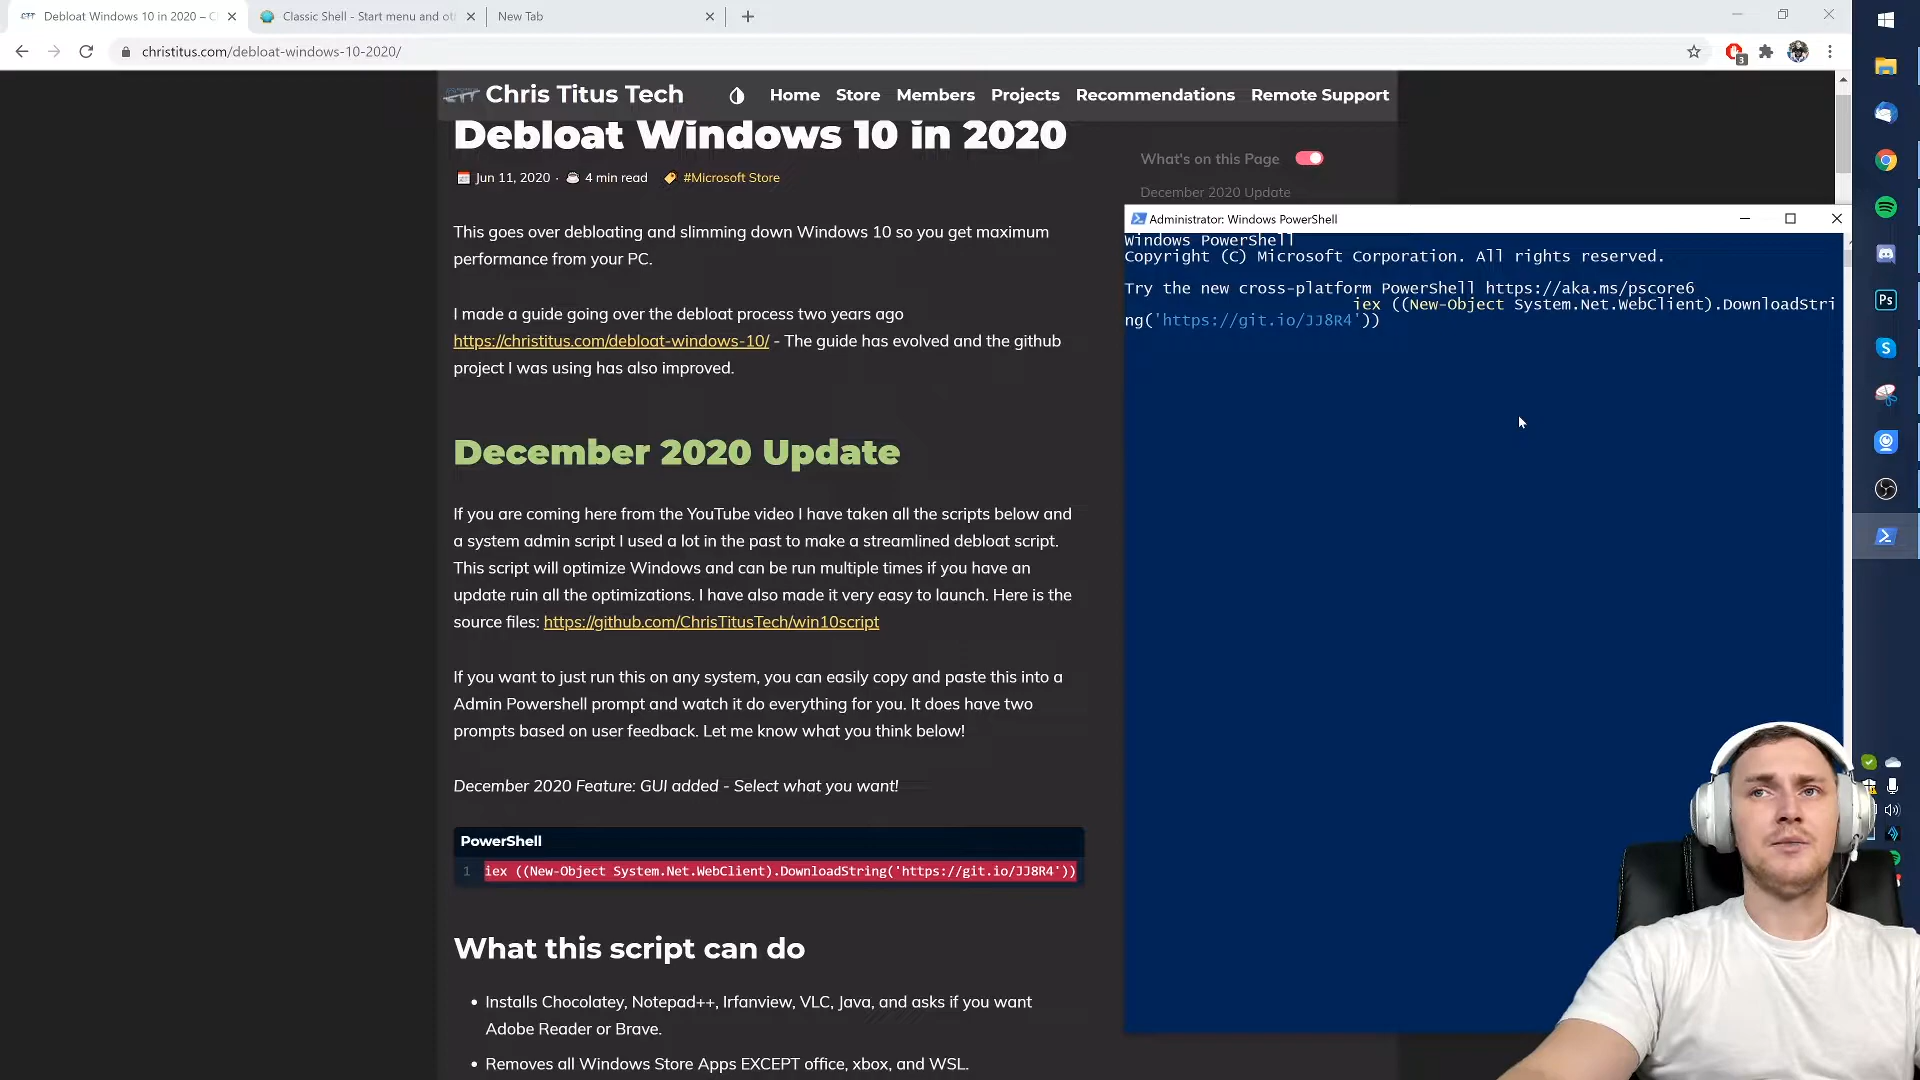 Debloat Windows 10 in 2020 – C
Classic Shell - Start menu and ot
New Tab
christitus.com/debloat-windows-10-2020/
3
CTT Chris Titus Tech
Home Store Members Projects Recommendations Remote Support
Debloat Windows 10 in 2020
Jun 11, 2020 · 4 min read #Microsoft Store
What's on this Page
December 2020 Update
This goes over debloating and slimming down Windows 10 so you get maximum
performance from your PC.
I made a guide going over the debloat process two years ago
https://christitus.com/debloat-windows-10/ - The guide has evolved and the github
project I was using has also improved.
December 2020 Update
If you are coming here from the YouTube video I have taken all the scripts below and
a system admin script I used a lot in the past to make a streamlined debloat script.
This script will optimize Windows and can be run multiple times if you have an
update ruin all the optimizations. I have also made it very easy to launch. Here is the
source files: https://github.com/ChrisTitusTech/win10script
If you want to just run this on any system, you can easily copy and paste this into a
Admin Powershell prompt and watch it do everything for you. It does have two
prompts based on user feedback. Let me know what you think below!
December 2020 Feature: GUI added - Select what you want!
PowerShell
1 iex ((New-Object System.Net.WebClient).DownloadString('https://git.io/JJ8R4'))
What this script can do
• Installs Chocolatey, Notepad++, Irfanview, VLC, Java, and asks if you want
Adobe Reader or Brave.
• Removes all Windows Store Apps EXCEPT office, xbox, and WSL.
Administrator: Windows PowerShell
Windows PowerShell
Copyright (C) Microsoft Corporation. All rights reserved.
Try the new cross-platform PowerShell https://aka.ms/pscore6
iex ((New-Object System.Net.WebClient).DownloadStri
ng('https://git.io/JJ8R4'))
Ps
S